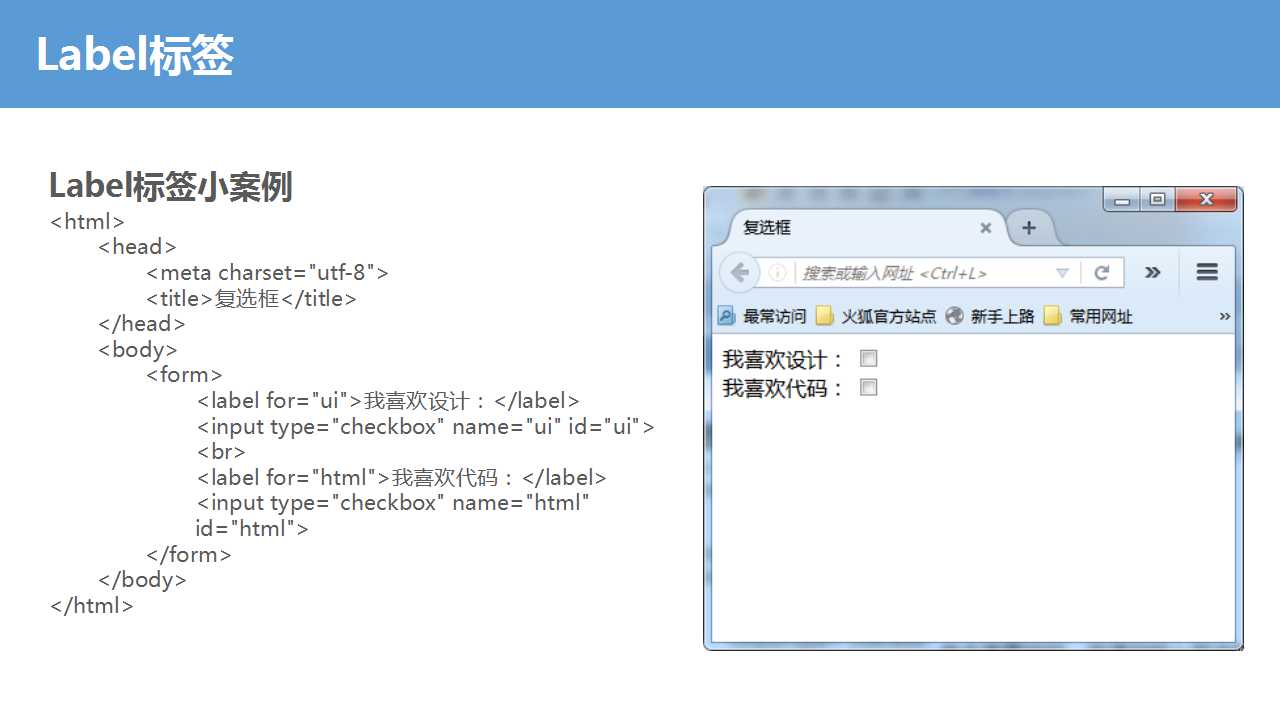 Label标签
Label标签小案例
<html>
<head>
<meta charset="utf-8">
<title>复选框</title>
</head>
<body>
<form>
<label for="ui">我喜欢设计：</label>
<input type="checkbox" name="ui" id="ui">
<br>
<label for="html">我喜欢代码：</label>
<input type="checkbox" name="html"
id="html">
</form>
</body>
</html>
复选框
搜索或输入网址 <Ctrl+L>
最常访问 火狐官方站点 新手上路 常用网址
我喜欢设计：
我喜欢代码：